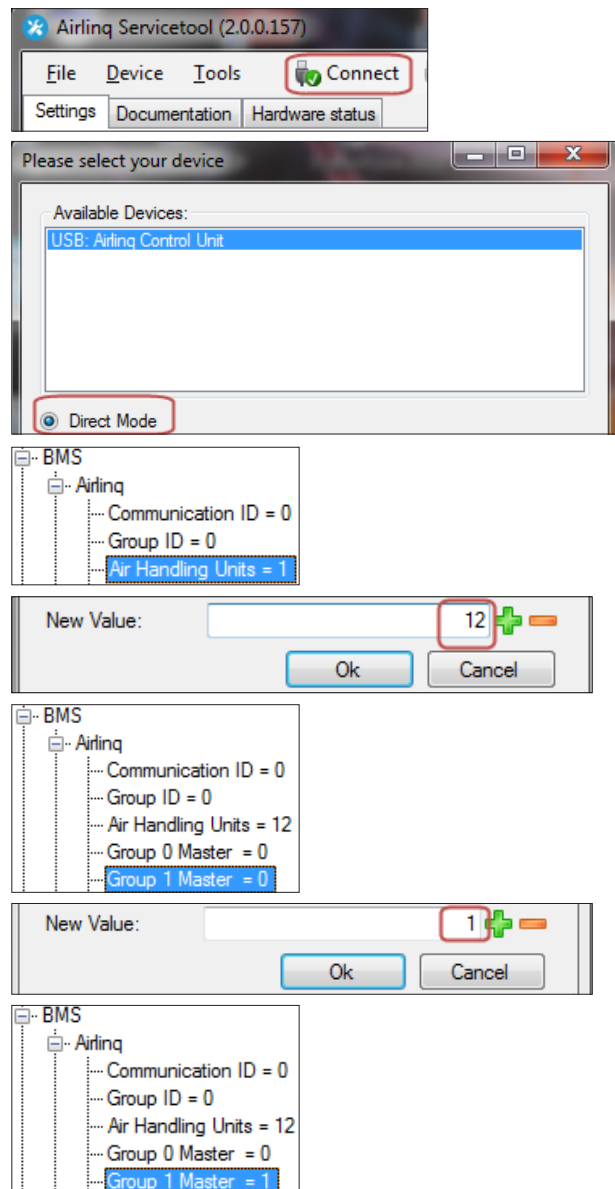 Airlinq Servicetool (2.0.0.157)
File Device Tools Connect
Settings Documentation Hardware status
Please select your device
Available Devices:
USB: Airlinq Control Unit
Direct Mode
BMS
Airlinq
Communication ID = 0
Group ID = 0
Air Handling Units = 1
New Value: 12
Ok Cancel
BMS
Airlinq
Communication ID = 0
Group ID = 0
Air Handling Units = 12
Group 0 Master = 0
Group 1 Master = 0
New Value: 1
Ok Cancel
BMS
Airlinq
Communication ID = 0
Group ID = 0
Air Handling Units = 12
Group 0 Master = 0
Group 1 Master = 1